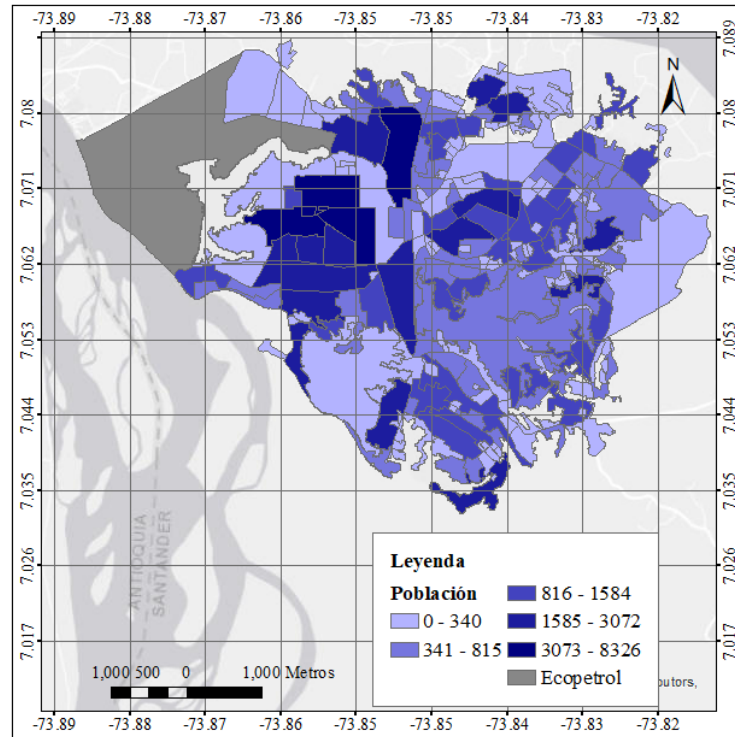 -73.89 -73.88 -73.87 -73.86 -73.85 -73.84 -73.83 -73.82
7.089 7.08 7.071 7.062 7.053 7.044 7.035 7.026 7.017
7.089 7.08 7.071 7.062 7.053 7.044 7.035 7.026 7.017
N
ANTIOQUIA
SANTANDER
Leyenda
Población
0 - 340
341 - 815
816 - 1584
1585 - 3072
3073 - 8326
Ecopetrol
1,000 500 0 1,000 Metros
butors,
-73.89 -73.88 -73.87 -73.86 -73.85 -73.84 -73.83 -73.82